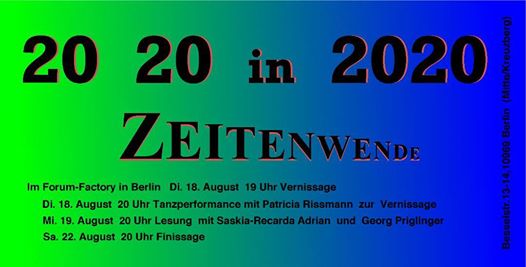 20 20 in 2020
ZEITENWENDE
Im Forum-Factory in Berlin Di. 18. August 19 Uhr Vernissage
Di. 18. August 20 Uhr Tanzperformance mit Patricia Rissmann zur Vernissage
Mi. 19. August 20 Uhr Lesung mit Saskia-Recarda Adrian und Georg Priglinger
Sa. 22. August 20 Uhr Finissage
Besselstr.13-14.10969 Berlin (Mitte/Kreuzberg)